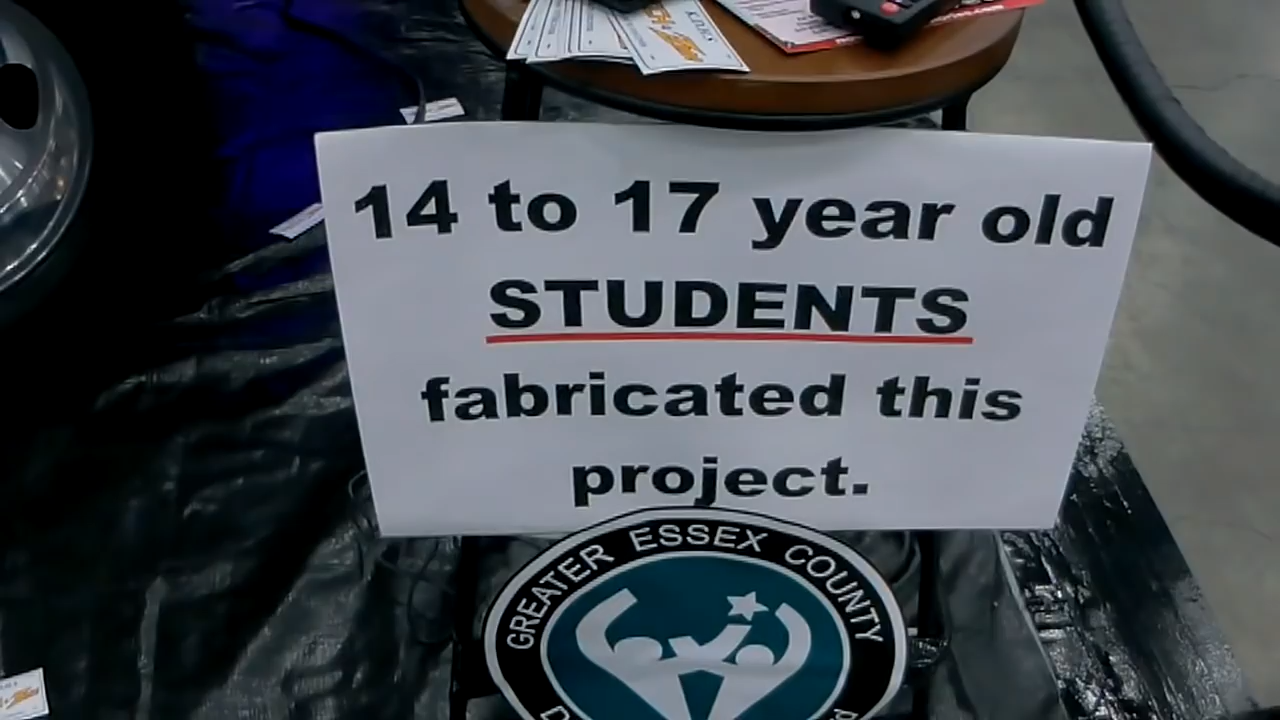 14 to 17 year old
STUDENTS
fabricated this
project.
GREATER ESSEX COUNTY